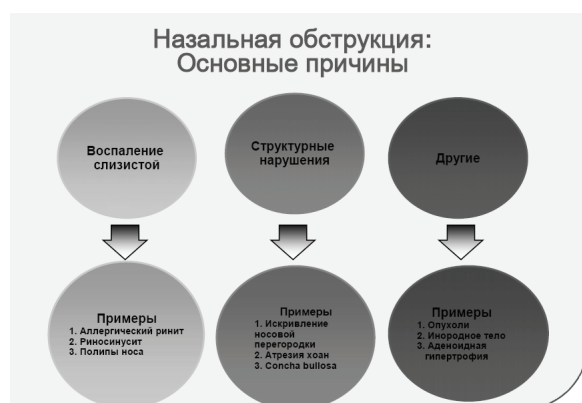 Назальная обструкция:
Основные причины
Воспаление
слизистой
Структурные
нарушения
Другие
Примеры
1. Аллергический ринит
2. Риносинусит
3. Полипы носа
Примеры
1. Искривление
носовой
перегородки
2. Атрезия хоан
3. Concha bullosa
Примеры
1. Опухоли
2. Инородное тело
3. Аденоидная
гипертрофия